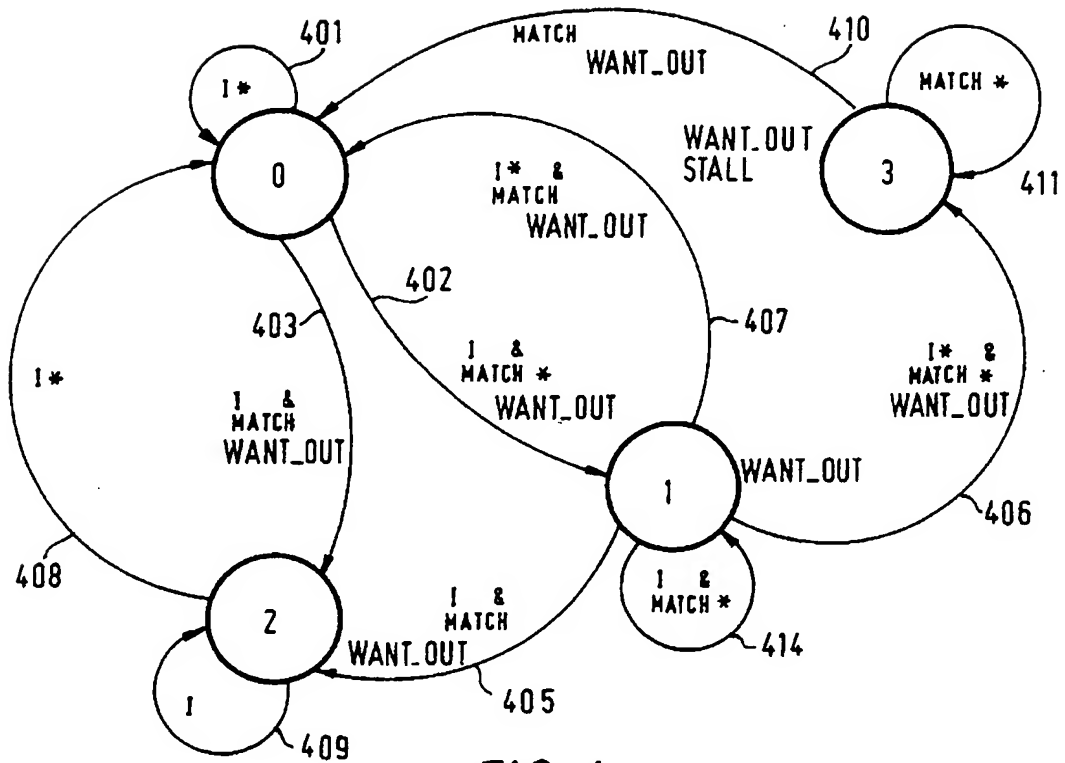 401
I *
0
MATCH
WANT_OUT
410
MATCH *
3
411
WANT_OUT
STALL
I* &
MATCH
WANT_OUT
402
403
407
I *
I &
MATCH
WANT_OUT
I &
MATCH *
WANT_OUT
I* &
MATCH *
WANT_OUT
1
WANT_OUT
406
408
2
I
409
I &
MATCH
WANT_OUT
405
I &
MATCH *
414